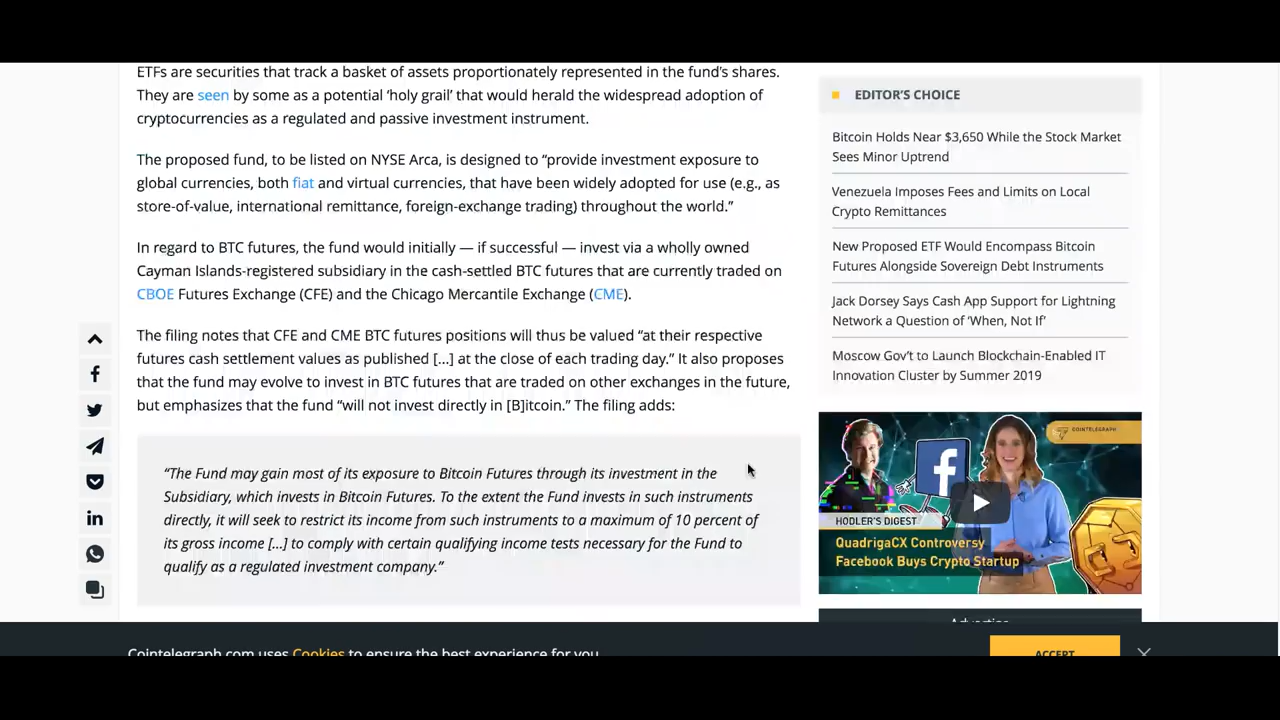 ETFs are securities that track a basket of assets proportionately represented in the fund's shares.
They are seen by some as a potential ‘holy grail’ that would herald the widespread adoption of
cryptocurrencies as a regulated and passive investment instrument.
The proposed fund, to be listed on NYSE Arca, is designed to “provide investment exposure to
global currencies, both fiat and virtual currencies, that have been widely adopted for use (e.g., as
store-of-value, international remittance, foreign-exchange trading) throughout the world.”
In regard to BTC futures, the fund would initially — if successful — invest via a wholly owned
Cayman Islands-registered subsidiary in the cash-settled BTC futures that are currently traded on
CBOE Futures Exchange (CFE) and the Chicago Mercantile Exchange (CME).
The filing notes that CFE and CME BTC futures positions will thus be valued “at their respective
futures cash settlement values as published [...] at the close of each trading day.” It also proposes
that the fund may evolve to invest in BTC futures that are traded on other exchanges in the future,
but emphasizes that the fund “will not invest directly in [B]itcoin.” The filing adds:
“The Fund may gain most of its exposure to Bitcoin Futures through its investment in the
Subsidiary, which invests in Bitcoin Futures. To the extent the Fund invests in such instruments
directly, it will seek to restrict its income from such instruments to a maximum of 10 percent of
its gross income [...] to comply with certain qualifying income tests necessary for the Fund to
qualify as a regulated investment company.”
EDITOR'S CHOICE
Bitcoin Holds Near $3,650 While the Stock Market
Sees Minor Uptrend
Venezuela Imposes Fees and Limits on Local
Crypto Remittances
New Proposed ETF Would Encompass Bitcoin
Futures Alongside Sovereign Debt Instruments
Jack Dorsey Says Cash App Support for Lightning
Network a Question of ‘When, Not If’
Moscow Gov't to Launch Blockchain-Enabled IT
Innovation Cluster by Summer 2019
COINTELEGRAPH
HODLER'S DIGEST
QuadrigaCX Controversy
Facebook Buys Crypto Startup
Cointelegraph.com uses Cookies to ensure the best experience for you.
ACCEPT